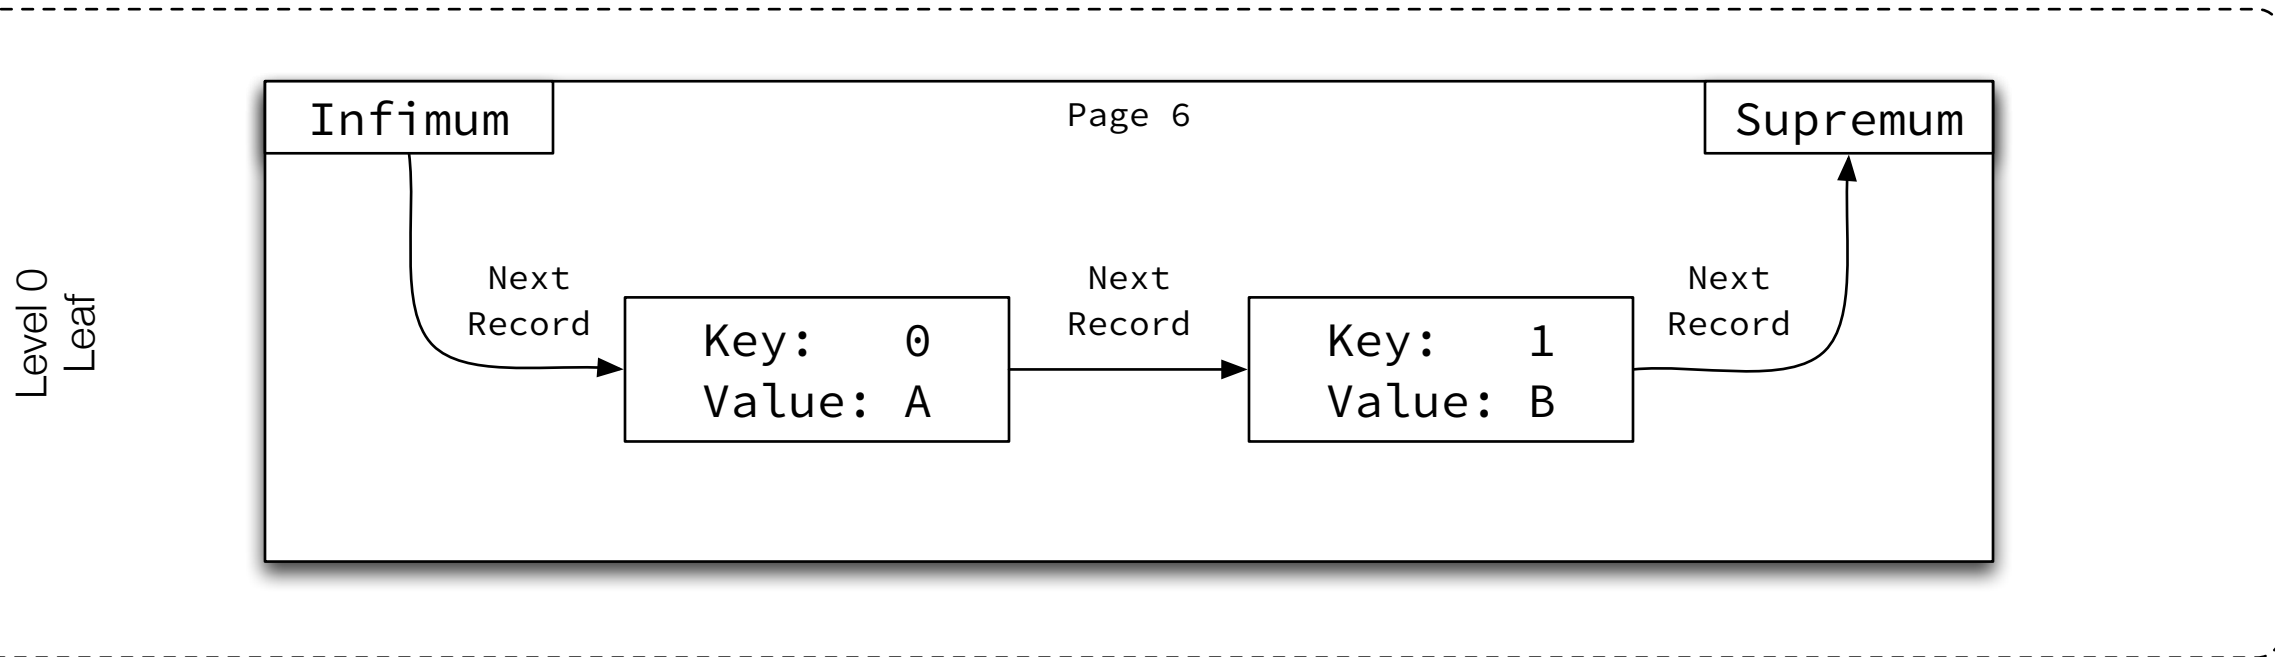 Level 0
Leaf
Infimum
Page 6
Supremum
Next
Record
Key: 0
Value: A
Next
Record
Key: 1
Value: B
Next
Record